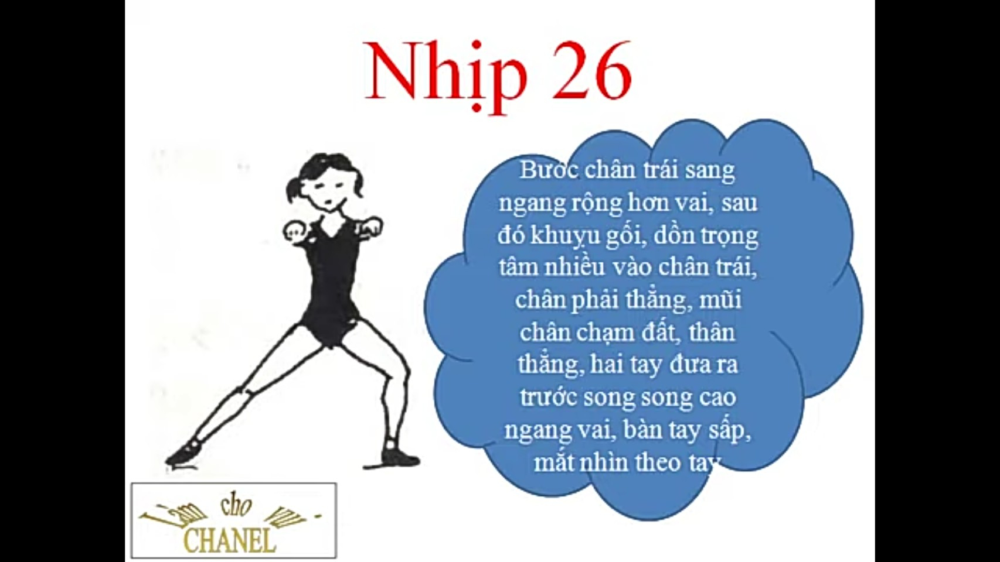 Nhịp 26
Bước chân trái sang
ngang rộng hơn vai, sau
đó khuỵu gối, dồn trọng
tâm nhiều vào chân trái,
chân phải thẳng, mũi
chân chạm đất, thân
thẳng, hai tay đưa ra
trước song song cao
ngang vai, bàn tay sấp,
mắt nhìn theo tay
Làm cho vui
CHANEL